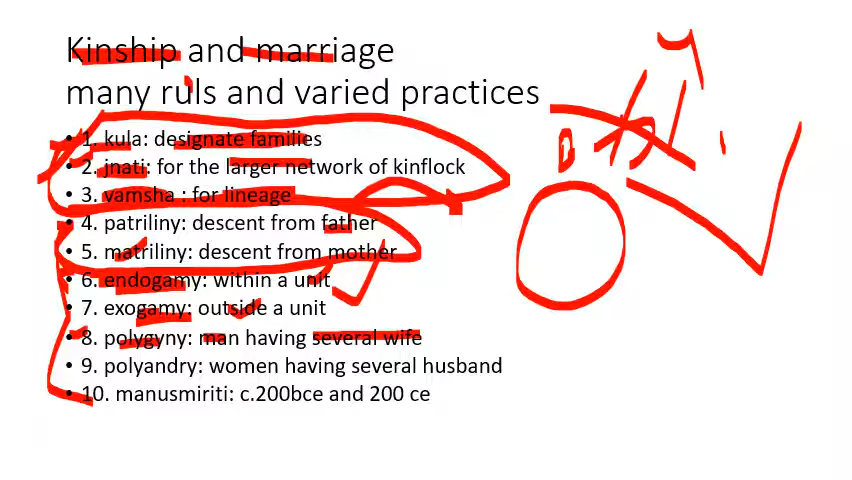 Kinship and marriage
many ruls and varied practices
• 1. kula: designate families
• 2. jnati: for the larger network of kinflock
• 3. vamsha : for lineage
• 4. patriliny: descent from father
• 5. matriliny: descent from mother
• 6. endogamy: within a unit
• 7. exogamy: outside a unit
• 8. polygyny: man having several wife
• 9. polyandry: women having several husband
• 10. manusmiriti: c.200bce and 200 ce